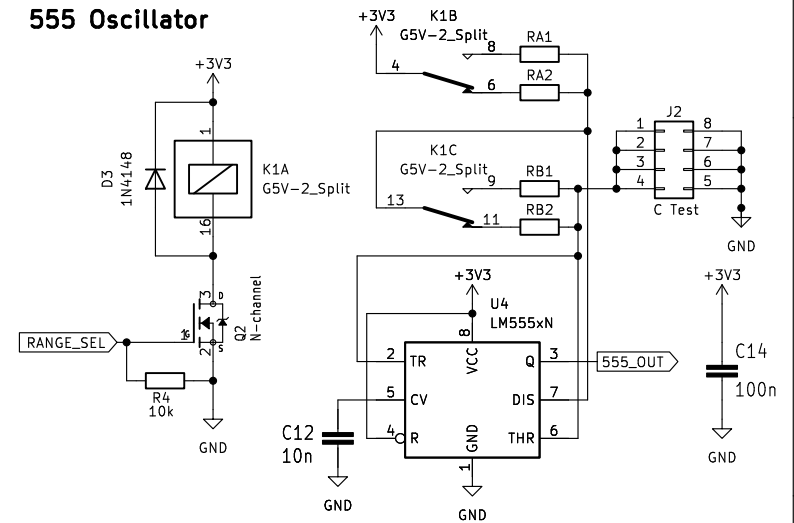 555 Oscillator
+3V3
1
D3
1N4148
K1A
G5V-2_Split
16
3
D
1
G
2
S
Q2
N-channel
RANGE_SEL
R4
10k
GND
+3V3
K1B
G5V-2_Split
4
8
6
RA1
RA2
K1C
G5V-2_Split
13
9
11
RB1
RB2
J2
1
2
3
4
8
7
6
5
C Test
GND
+3V3
U4
LM555xN
8
VCC
2
TR
5
CV
4
R
Q
3
DIS
7
THR
6
GND
1
GND
555_OUT
C12
10n
GND
+3V3
C14
100n
GND